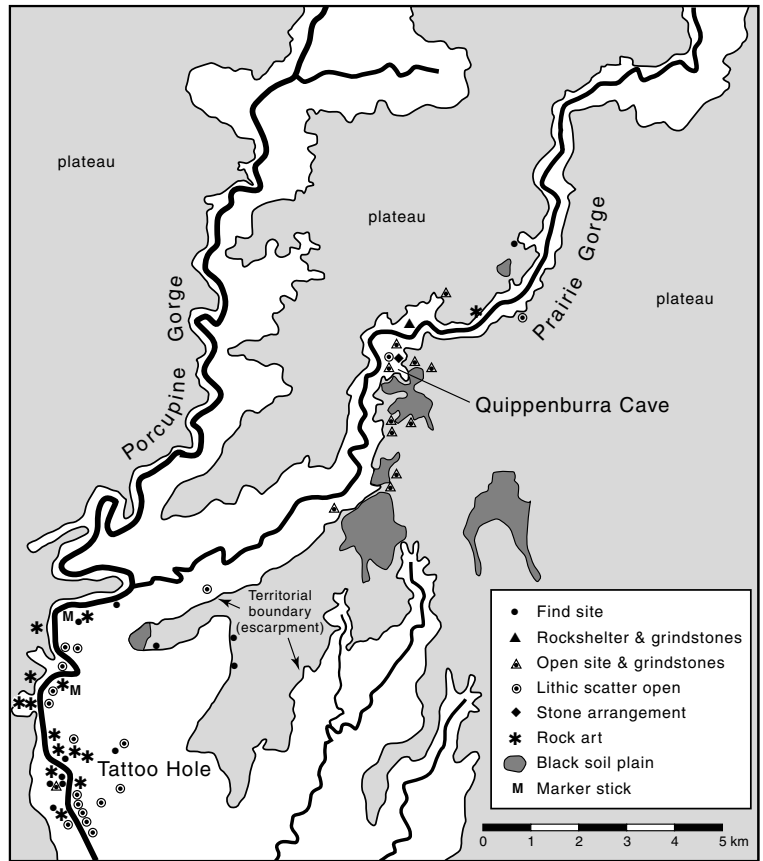 plateau
plateau
plateau
Porcupine Gorge
Prairie Gorge
Quippenburra Cave
Territorial
boundary
(escarpment)
M
M
Tattoo Hole
Find site
Rockshelter & grindstones
Open site & grindstones
Lithic scatter open
Stone arrangement
Rock art
Black soil plain
M Marker stick
0 1 2 3 4 5 km